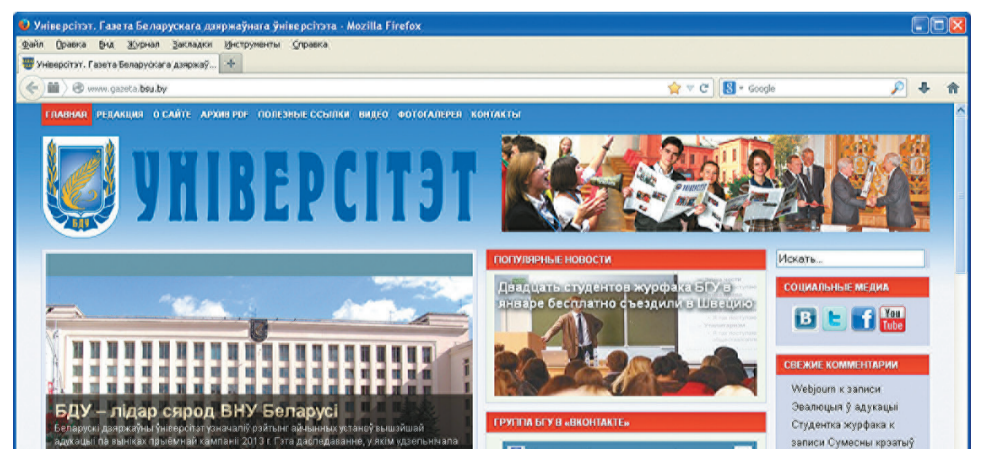 Універсітэт. Газета Беларускага дзяржаўнага ўніверсітэта - Mozilla Firefox
Файл Правка Вид Журнал Закладки Инструменты Справка
Універсітэт. Газета Беларускага дзяржаў... +
www.gazeta.bsu.by
8 Google
ГЛАВНАЯ РЕДАКЦИЯ О САЙТЕ АРХИВ PDF ПОЛЕЗНЫЕ ССЫЛКИ ВИДЕО ФОТОГАЛЕРЕЯ КОНТАКТЫ
БДУ
УНІВЕРСІТЭТ
БДУ – лідар сярод ВНУ Беларусі
Беларускі дзяржаўны ўніверсітэт узначаліў рэйтынг айчынных устаноў вышэйшай
адукацыі па выніках прыёмнай кампаніі 2013 г. Гэта даследаванне, у якім удзельнічала
ПОПУЛЯРНЫЕ НОВОСТИ
Двадцать студентов журфака БГУ в
январе бесплатно съездили в Швецию
ГРУППА БГУ В «ВКОНТАКТЕ»
Искать...
СОЦИАЛЬНЫЕ МЕДИА
В t f You Tube
СВЕЖИЕ КОММЕНТАРИИ
Webjourn к записи
Эвалюцыя ў адукацыі
Студентка журфака к
записи Сумесны крэатыў